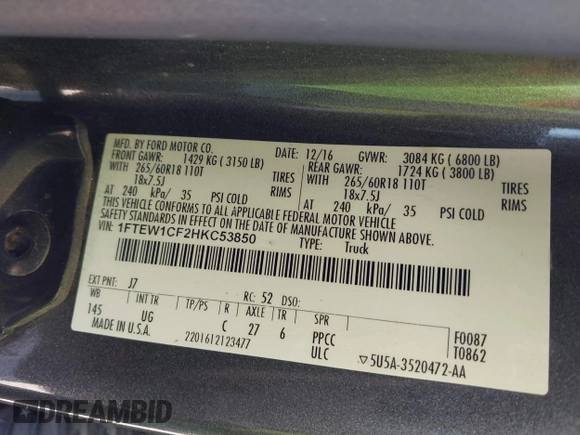 MFD. BY FORD MOTOR CO.
DATE: 12/16 GVWR: 3084 KG ( 6800 LB)
FRONT GAWR: 1429 KG ( 3150 LB) REAR GAWR: 1724 KG ( 3800 LB)
WITH 265/60R18 110T TIRES WITH 265/60R18 110T TIRES
18x7.5J RIMS 18x7.5J RIMS
AT 240 kPa/ 35 PSI COLD AT 240 kPa/ 35 PSI COLD
THIS VEHICLE CONFORMS TO ALL APPLICABLE FEDERAL MOTOR VEHICLE
SAFETY AND THEFT PREVENTION STANDARDS IN EFFECT ON THE DATE OF MANUFACTURE SHOWN ABOVE.
VIN: 1FTEW1CF2HKC53850
TYPE: Truck
EXT PNT: J7 RC: 52 DSO:
WB INT TR TP/PS R AXLE TR SPR
145 UG C 27 6 PPCC F0087
MADE IN U.S.A. ULC T0862
2201612123477 5U5A-3520472-AA
DREAMBID